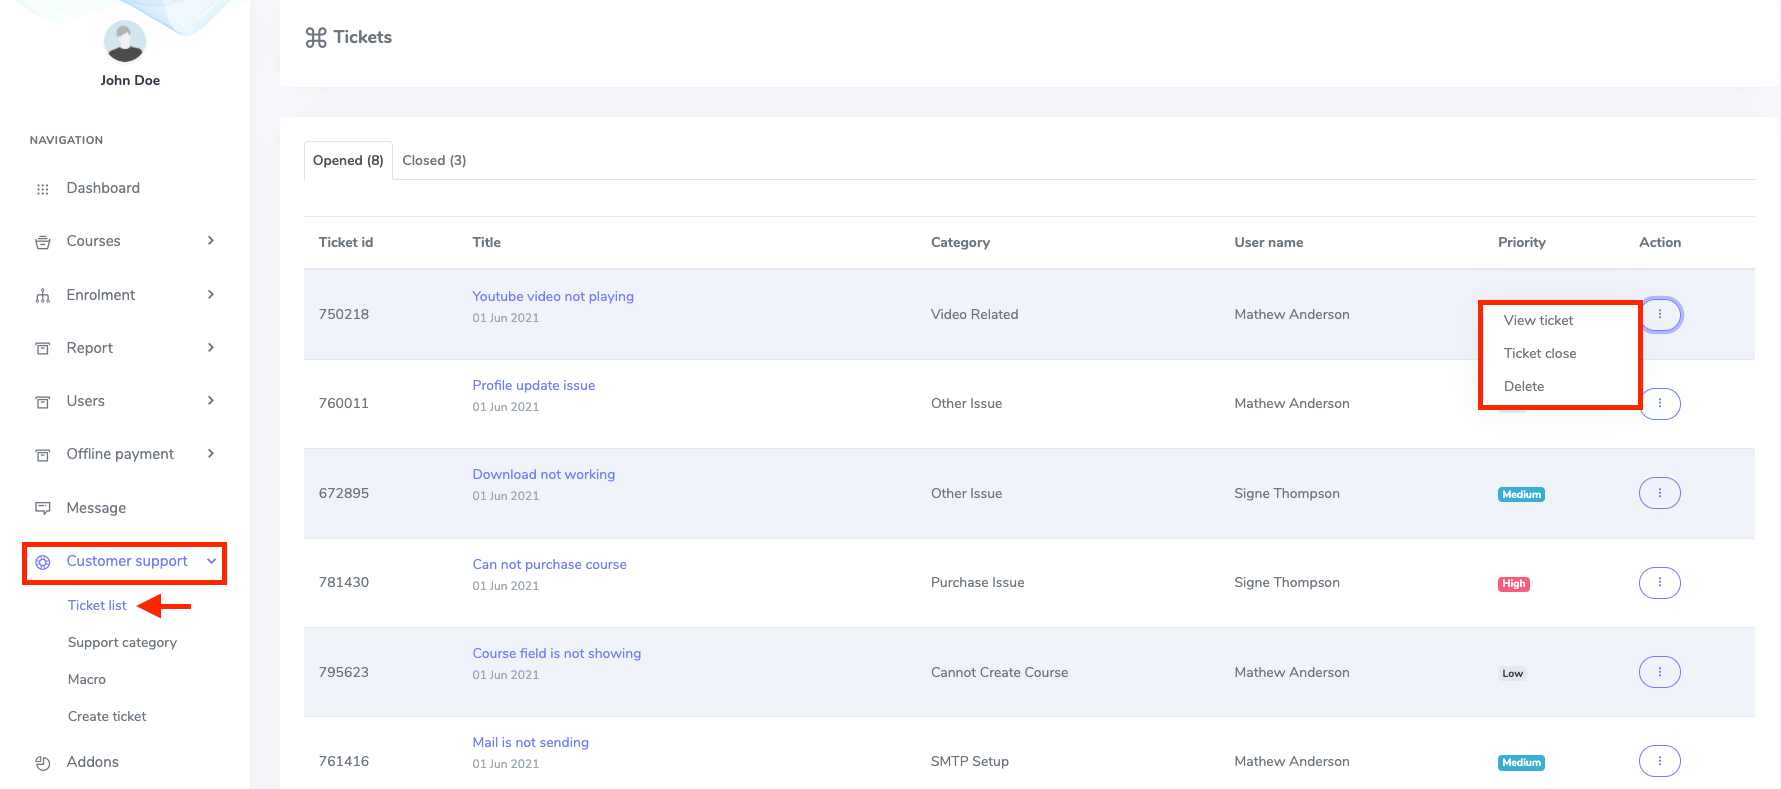 John Doe
NAVIGATION
Dashboard
Courses
Enrolment
Report
Users
Offline payment
Message
Customer support
Ticket list
Support category
Macro
Create ticket
Addons
Tickets
Opened (8) Closed (3)
Ticket id Title Category User name Priority Action
Youtube video not playing
750218 Video Related Mathew Anderson
01 Jun 2021
View ticket
Ticket close
Delete
Profile update issue
760011 Other Issue Mathew Anderson
01 Jun 2021
Download not working
672895 Other Issue Signe Thompson Medium
01 Jun 2021
Can not purchase course
781430 Purchase Issue Signe Thompson High
01 Jun 2021
Course field is not showing
795623 Cannot Create Course Mathew Anderson Low
01 Jun 2021
Mail is not sending
761416 SMTP Setup Mathew Anderson Medium
01 Jun 2021